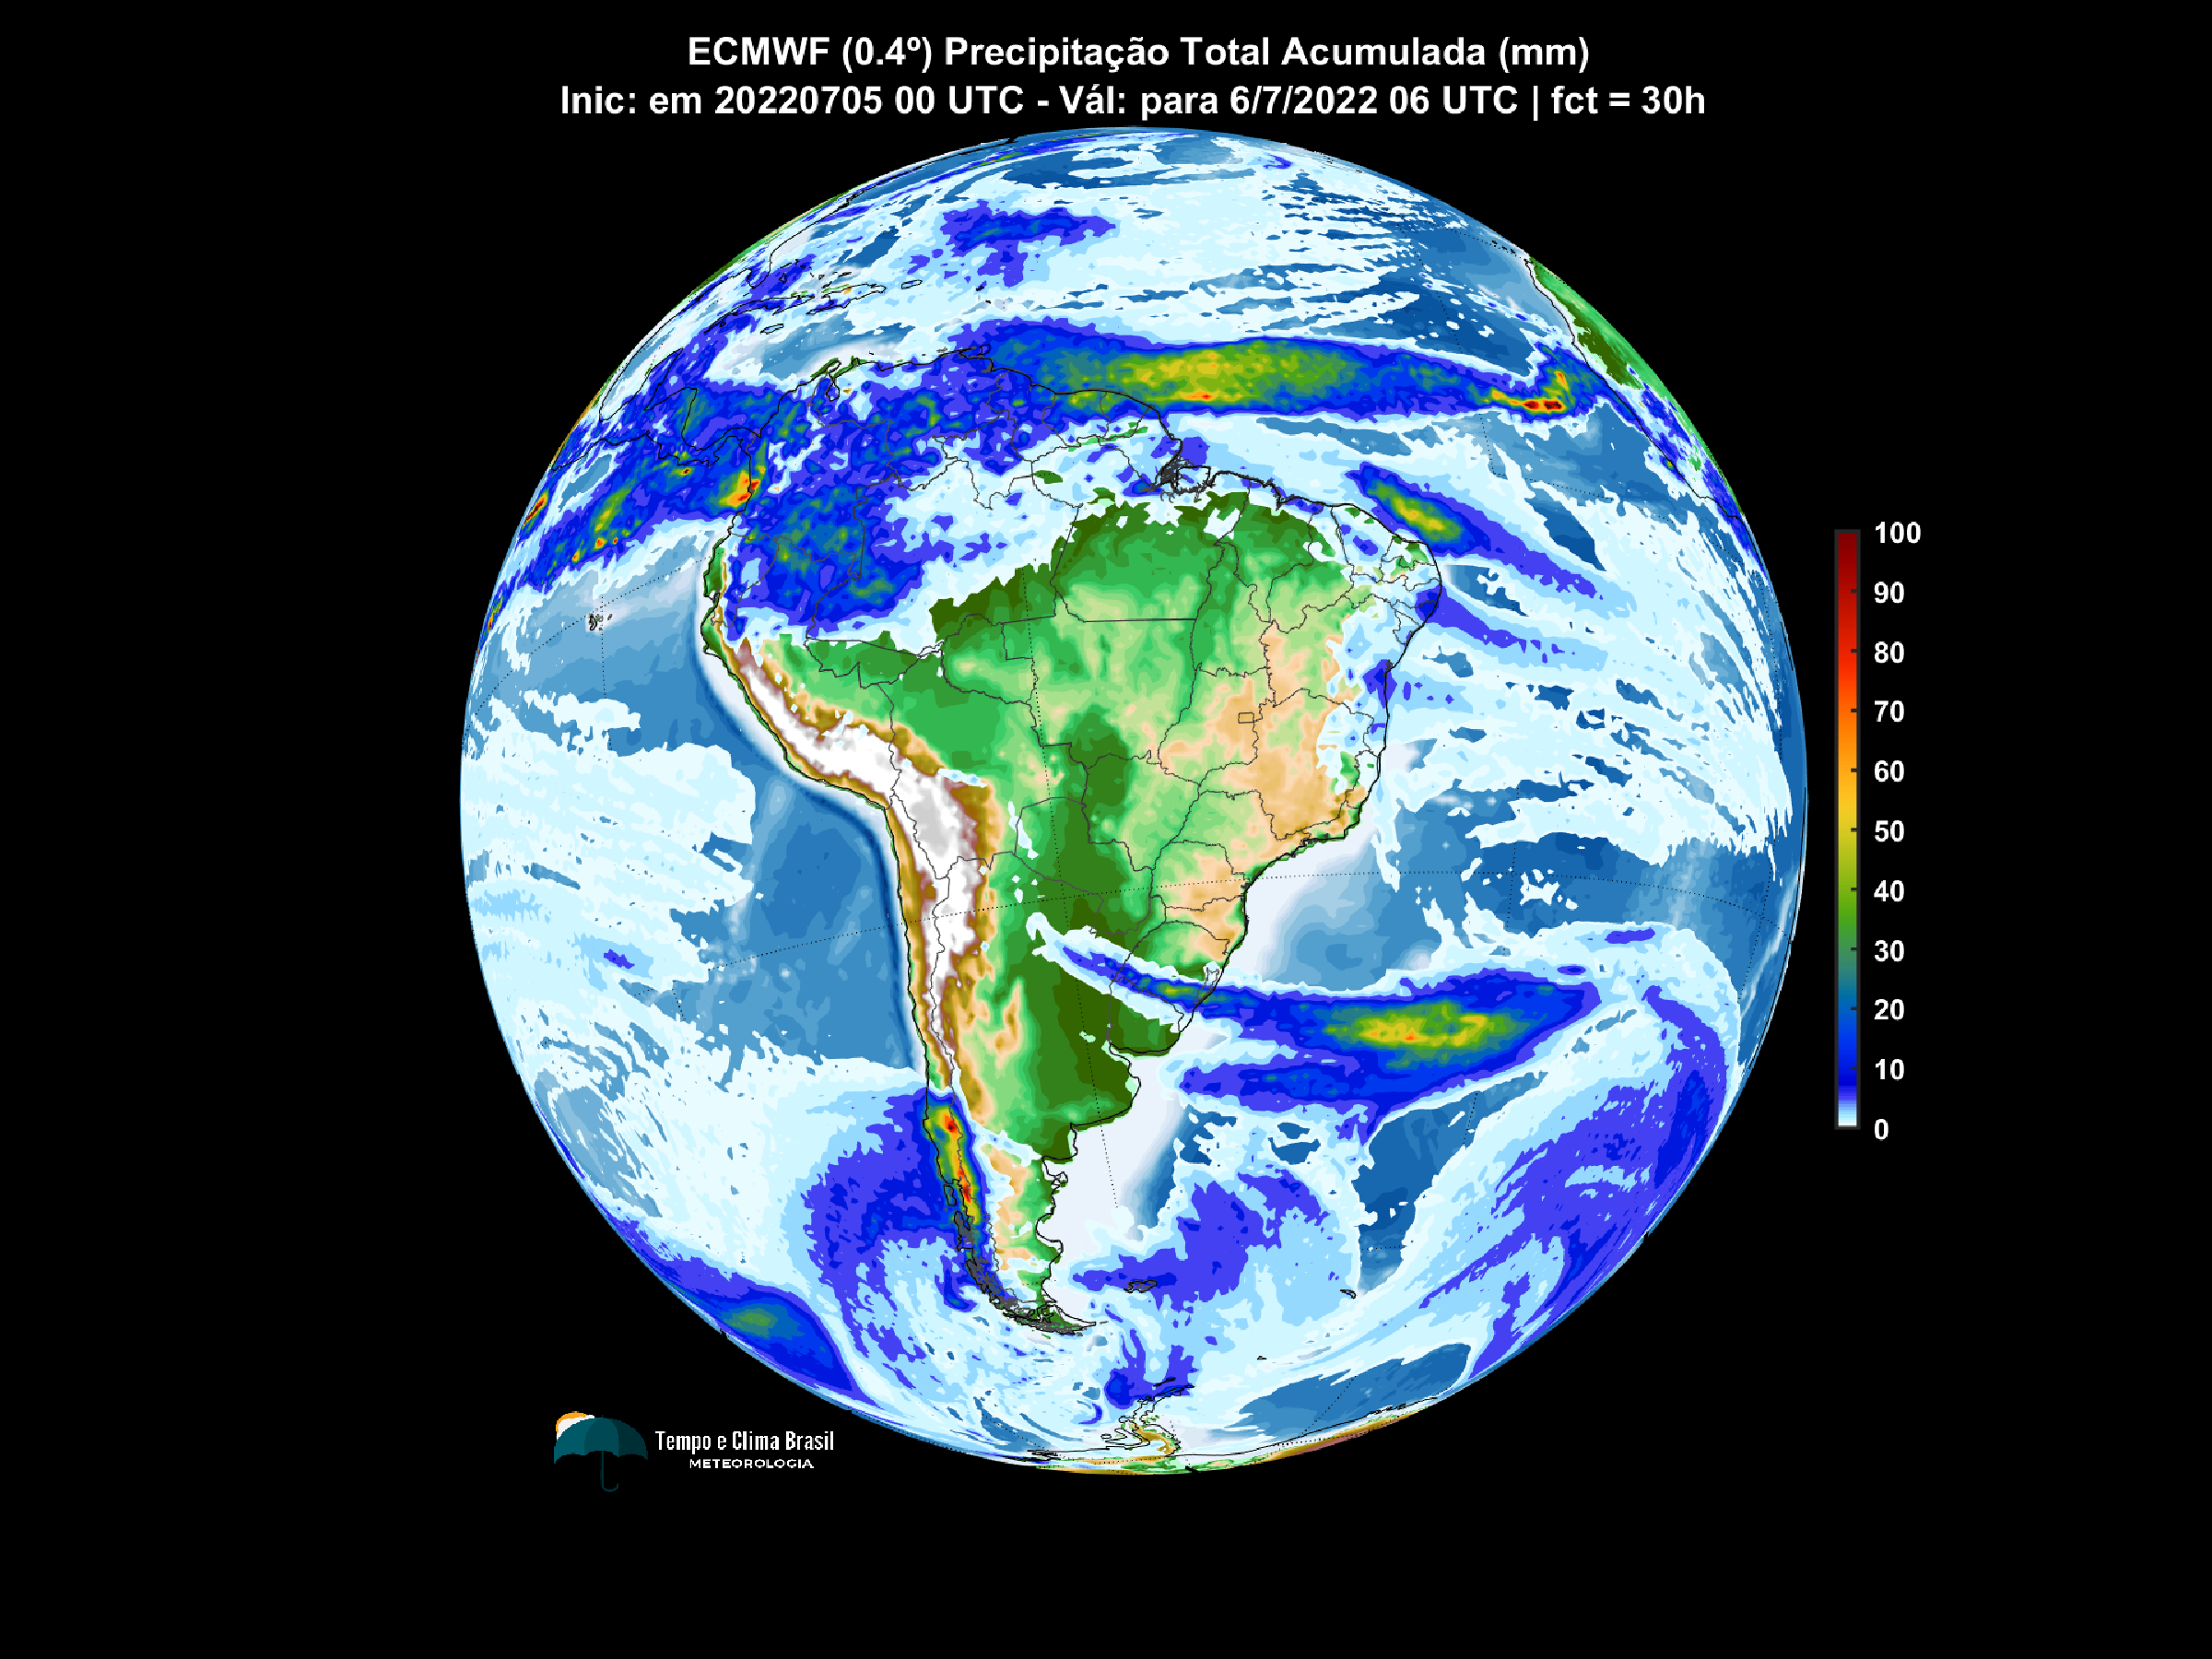 ECMWF (0.4º) Precipitação Total Acumulada (mm)
Inic: em 20220705 00 UTC - Vál: para 6/7/2022 06 UTC | fct = 30h
100
90
80
70
60
50
40
30
20
10
0
Tempo e Clima Brasil
METEOROLOGIA